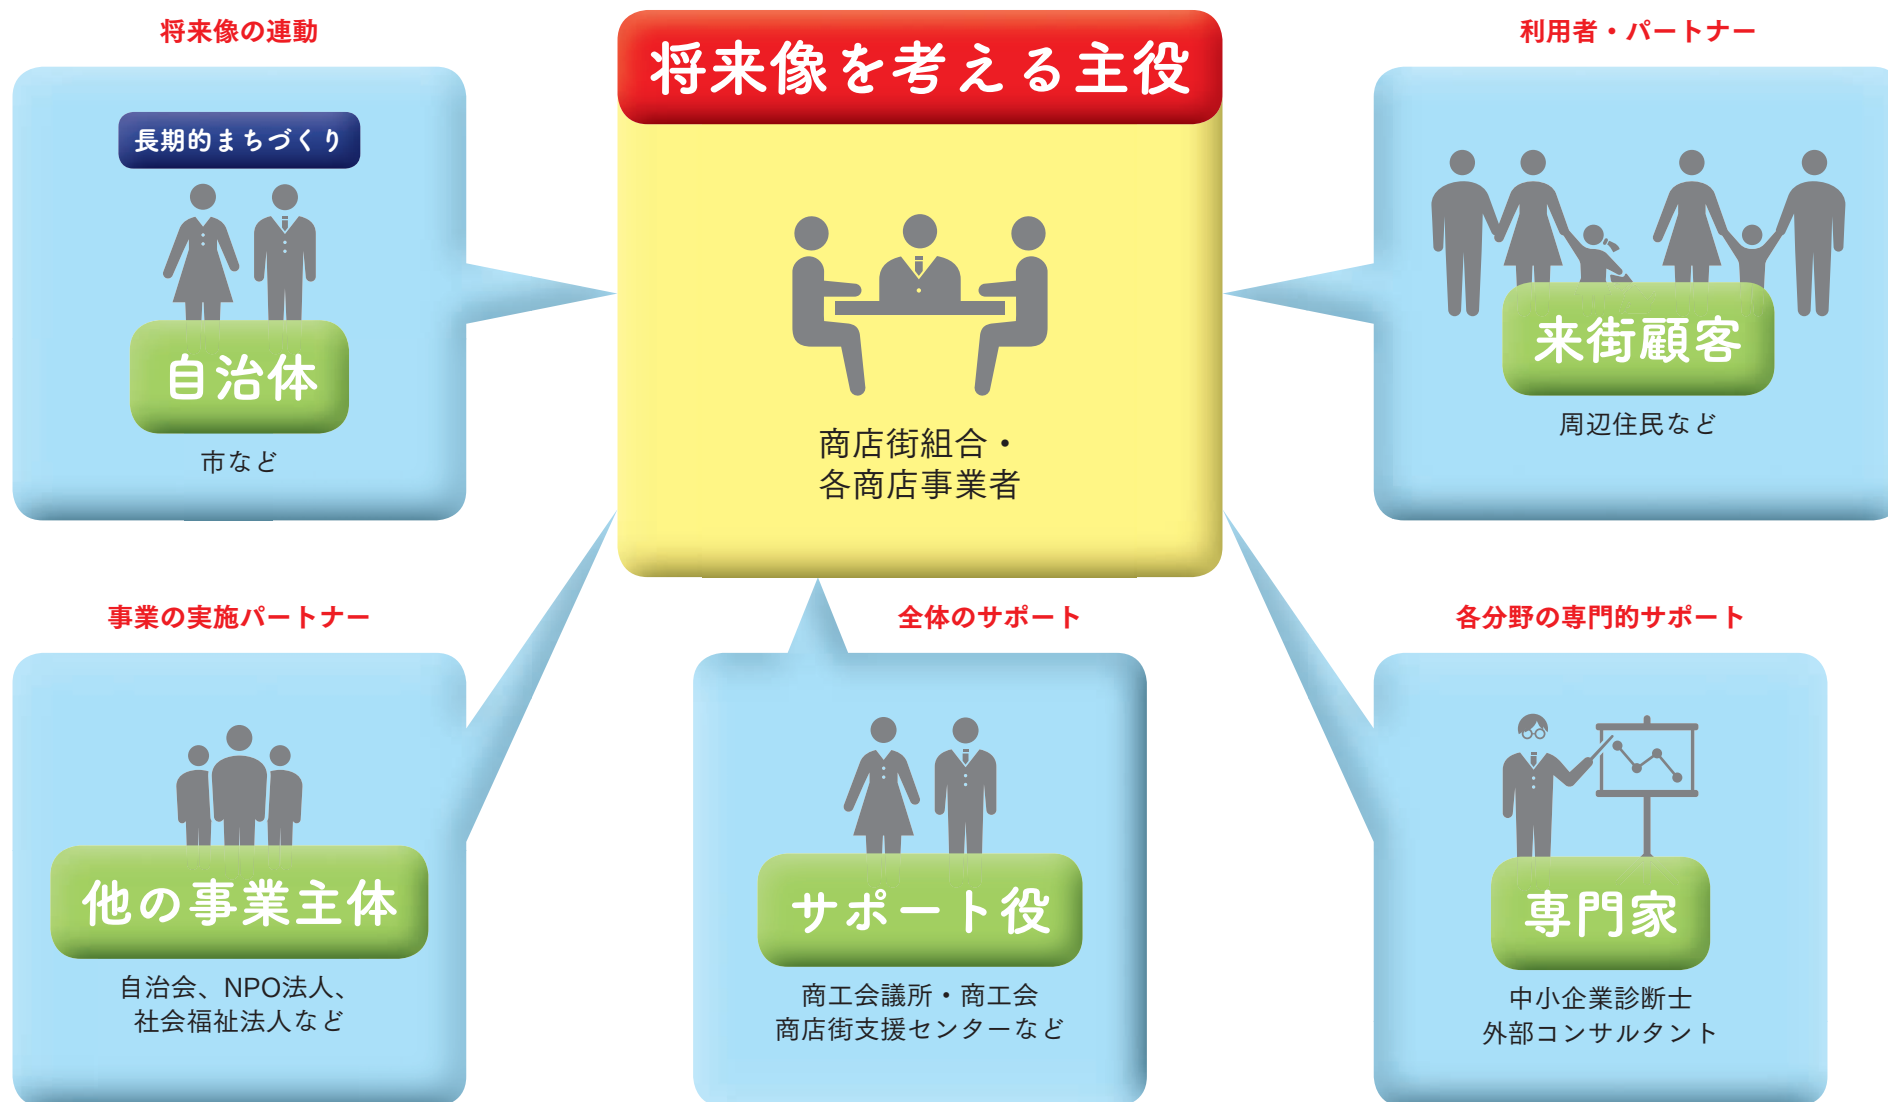 将来像の連動
長期的まちづくり
自治体
市など
将来像を考える主役
商店街組合・
各商店事業者
利用者・パートナー
来街顧客
周辺住民など
事業の実施パートナー
他の事業主体
自治会、NPO法人、
社会福祉法人など
全体のサポート
サポート役
商工会議所・商工会
商店街支援センターなど
各分野の専門的サポート
専門家
中小企業診断士
外部コンサルタント